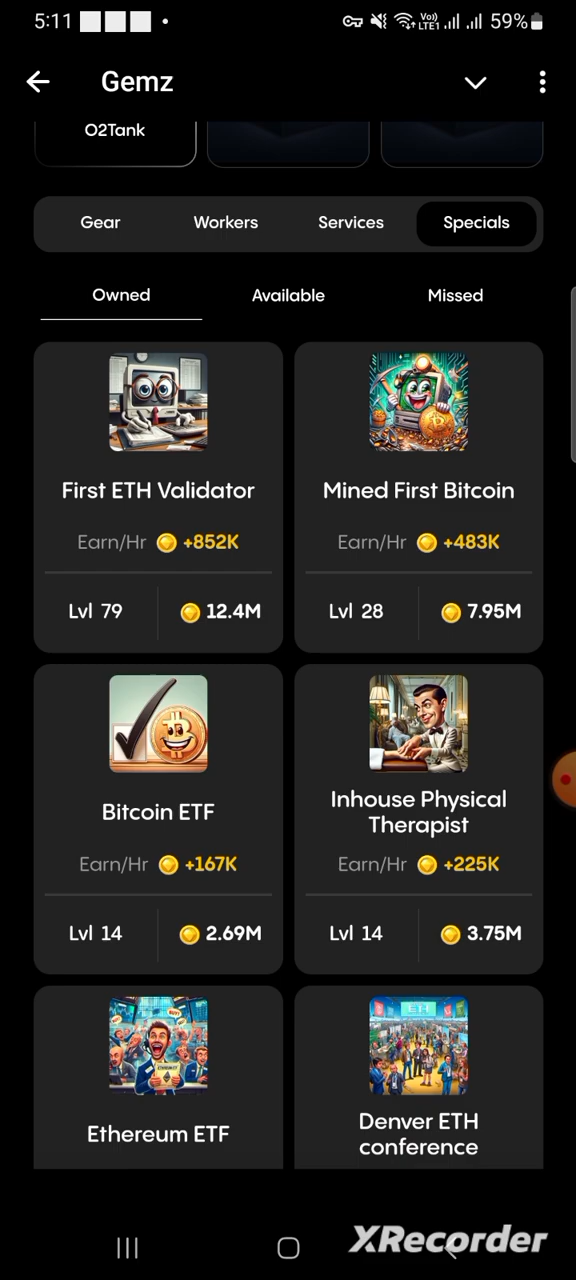 5:11
Vo)) LTE1 59%
Gemz
O2Tank
Gear Workers Services Specials
Owned Available Missed
First ETH Validator
Earn/Hr +852K
Lvl 79 12.4M
Mined First Bitcoin
Earn/Hr +483K
Lvl 28 7.95M
Bitcoin ETF
Earn/Hr +167K
Lvl 14 2.69M
Inhouse Physical
Therapist
Earn/Hr +225K
Lvl 14 3.75M
Ethereum ETF
Denver ETH
conference
XRecorder